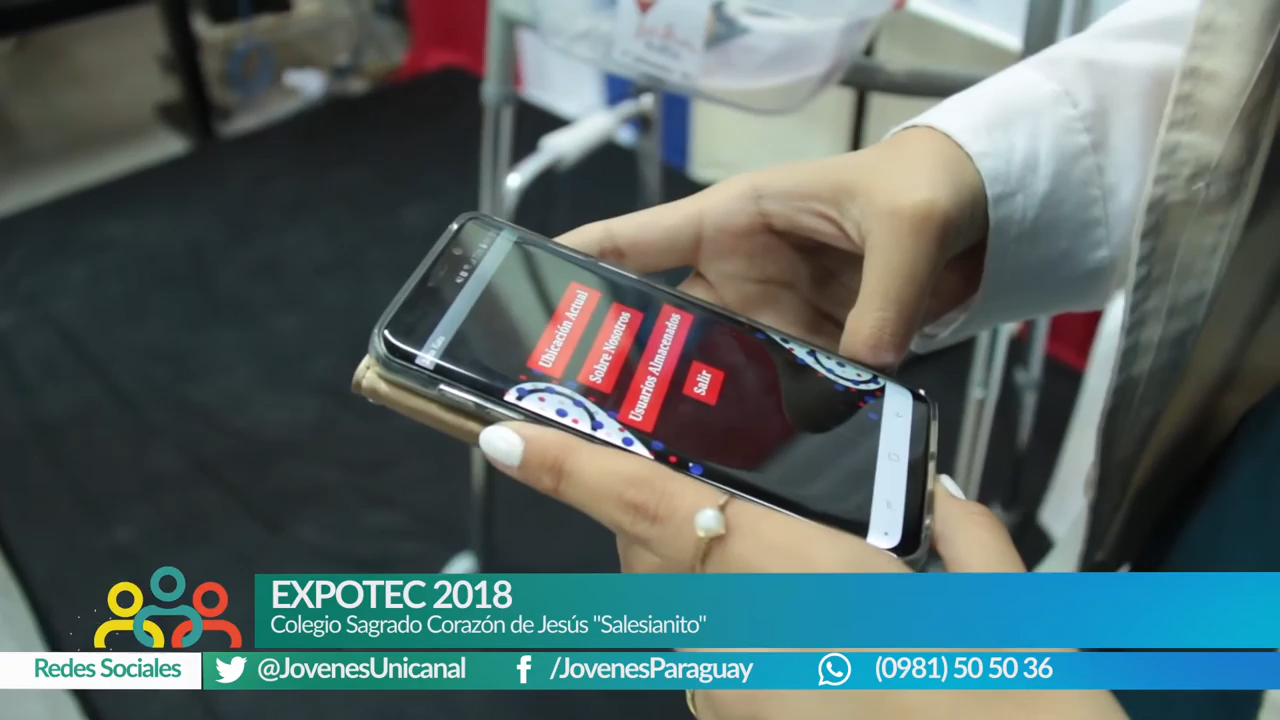 Ubicación Actual
Sobre Nosotros
Usuarios Almacenados
Salir
EXPOTEC 2018
Colegio Sagrado Corazón de Jesús "Salesianito"
Redes Sociales
@JovenesUnicanal
/JovenesParaguay
(0981) 50 50 36